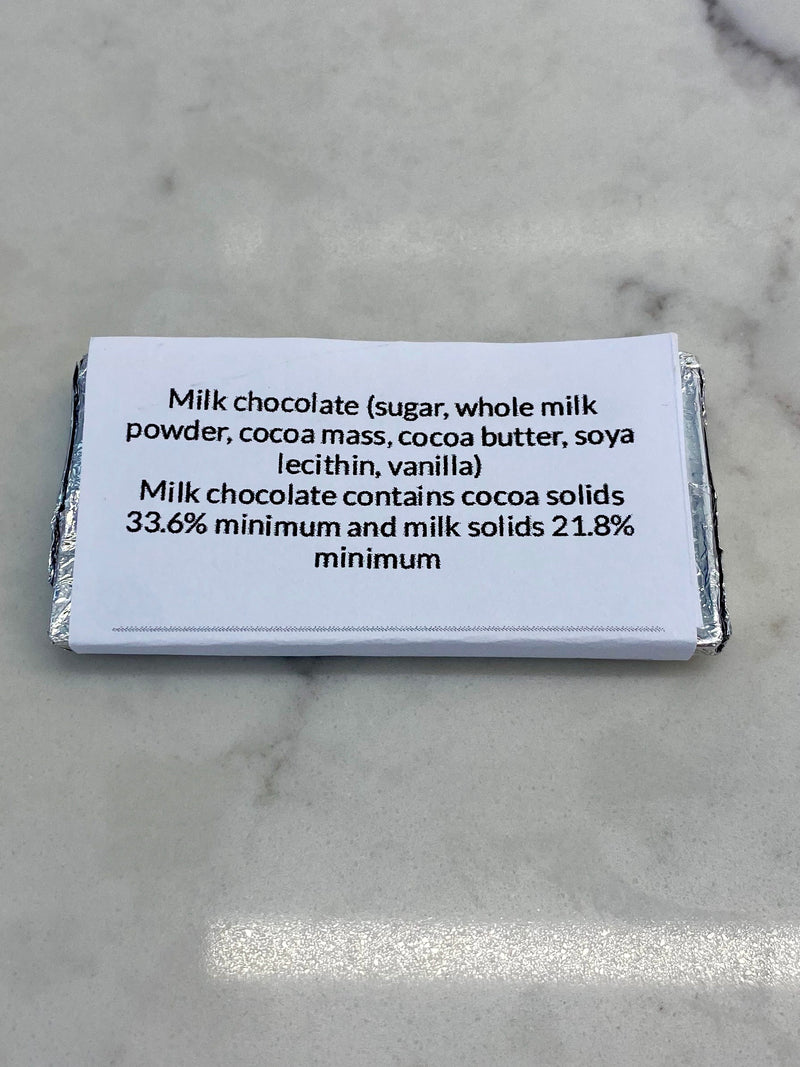 Milk chocolate (sugar, whole milk
powder, cocoa mass, cocoa butter, soya
lecithin, vanilla)
Milk chocolate contains cocoa solids
33.6% minimum and milk solids 21.8%
minimum